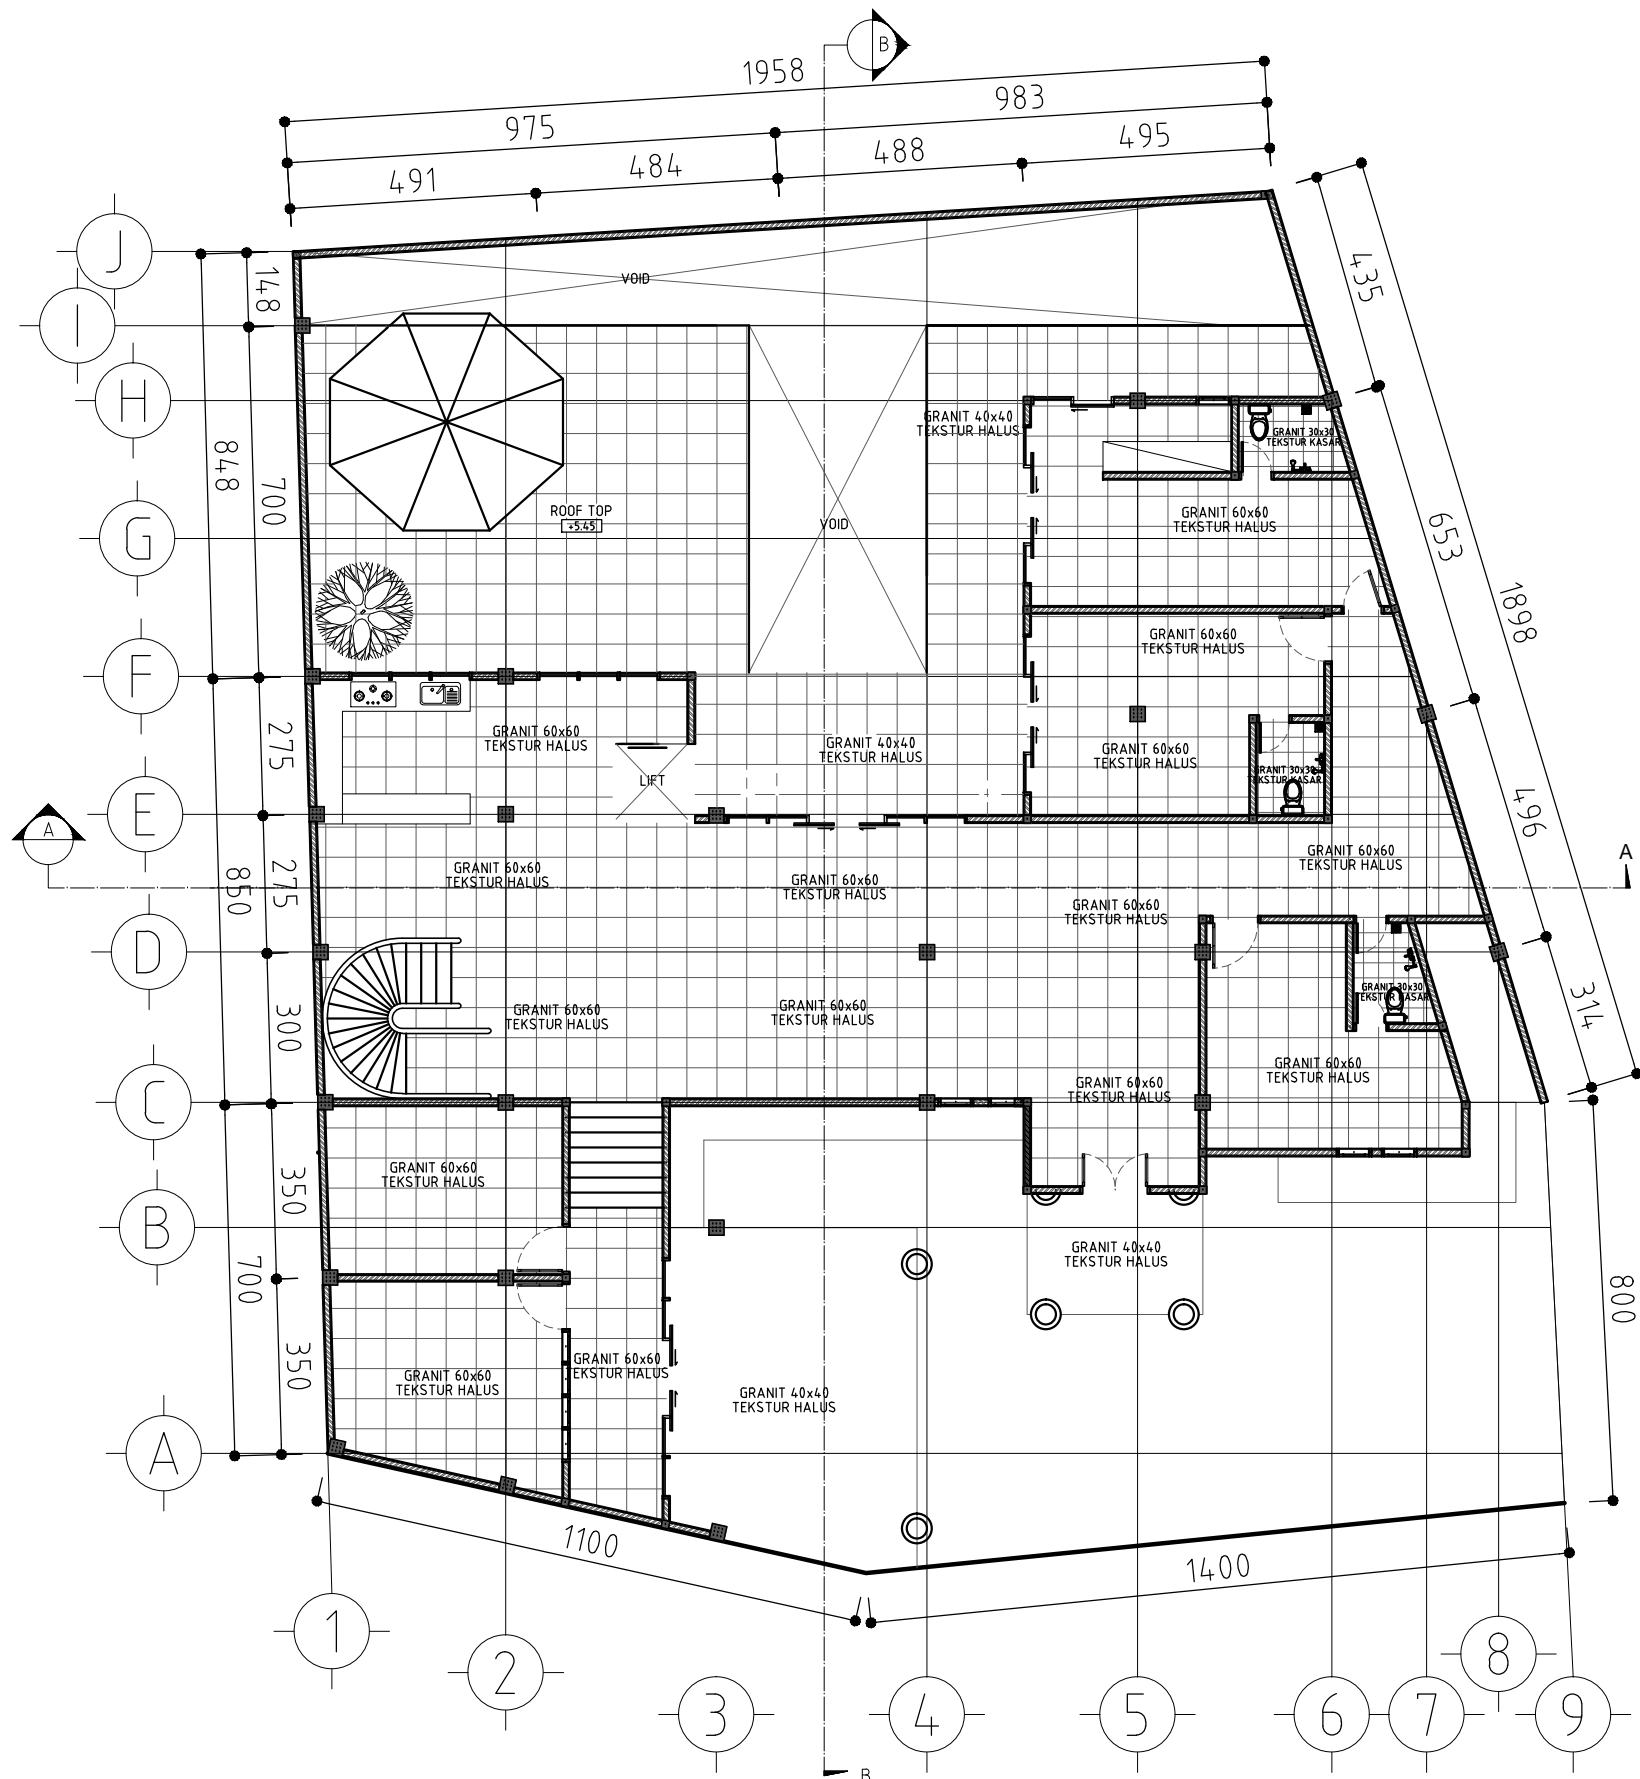 B
1958
983
975
495
488
484
491
J
148
VOID
435
I
H
GRANIT 40x40
TEKSTUR HALUS
GRANIT 30x30
TEKSTUR KASAR
848
700
ROOF TOP
+5.45
VOID
GRANIT 60x60
TEKSTUR HALUS
653
G
1898
F
GRANIT 60x60
TEKSTUR HALUS
275
GRANIT 60x60
TEKSTUR HALUS
GRANIT 40x40
TEKSTUR HALUS
GRANIT 60x60
TEKSTUR HALUS
GRANIT 30x30
TEKSTUR KASAR
LIFT
E
496
A
A
850
275
GRANIT 60x60
TEKSTUR HALUS
GRANIT 60x60
TEKSTUR HALUS
GRANIT 60x60
TEKSTUR HALUS
GRANIT 60x60
TEKSTUR HALUS
D
GRANIT 30x30
TEKSTUR KASAR
314
300
GRANIT 60x60
TEKSTUR HALUS
GRANIT 60x60
TEKSTUR HALUS
GRANIT 60x60
TEKSTUR HALUS
GRANIT 60x60
TEKSTUR HALUS
C
350
GRANIT 60x60
TEKSTUR HALUS
B
GRANIT 40x40
TEKSTUR HALUS
700
800
350
GRANIT 60x60
TEKSTUR HALUS
GRANIT 60x60
EKSTUR HALUS
GRANIT 40x40
TEKSTUR HALUS
A
1100
1400
1
2
3
4
5
6
7
8
9
B